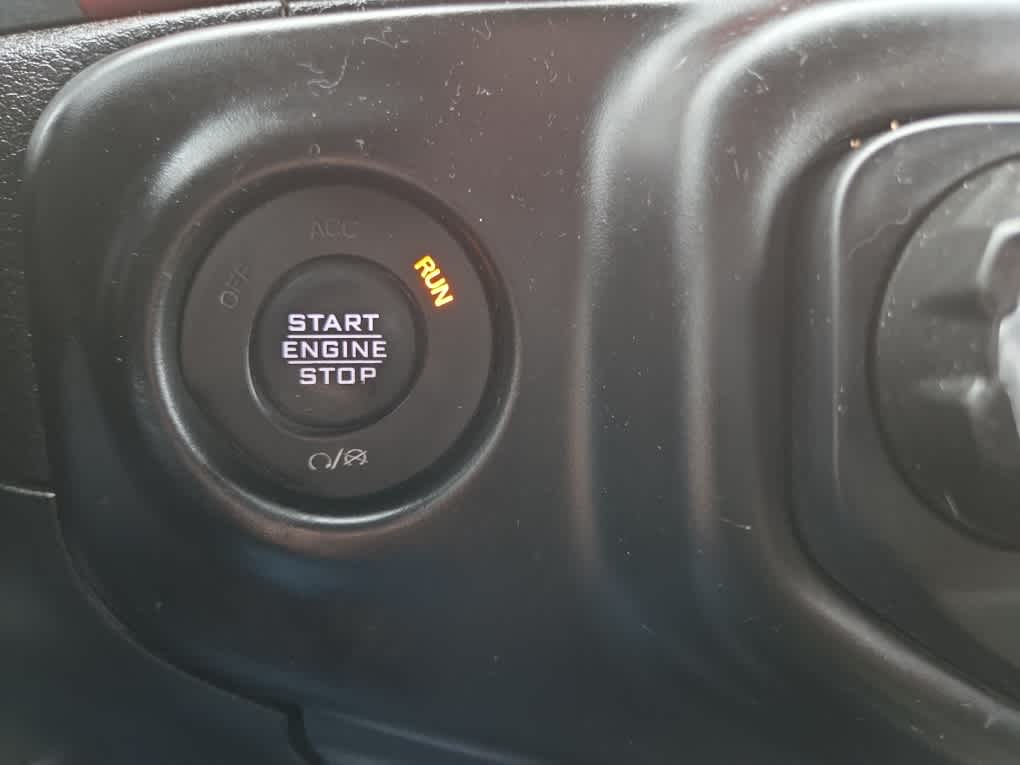 ACC
OFF
RUN
START
ENGINE
STOP